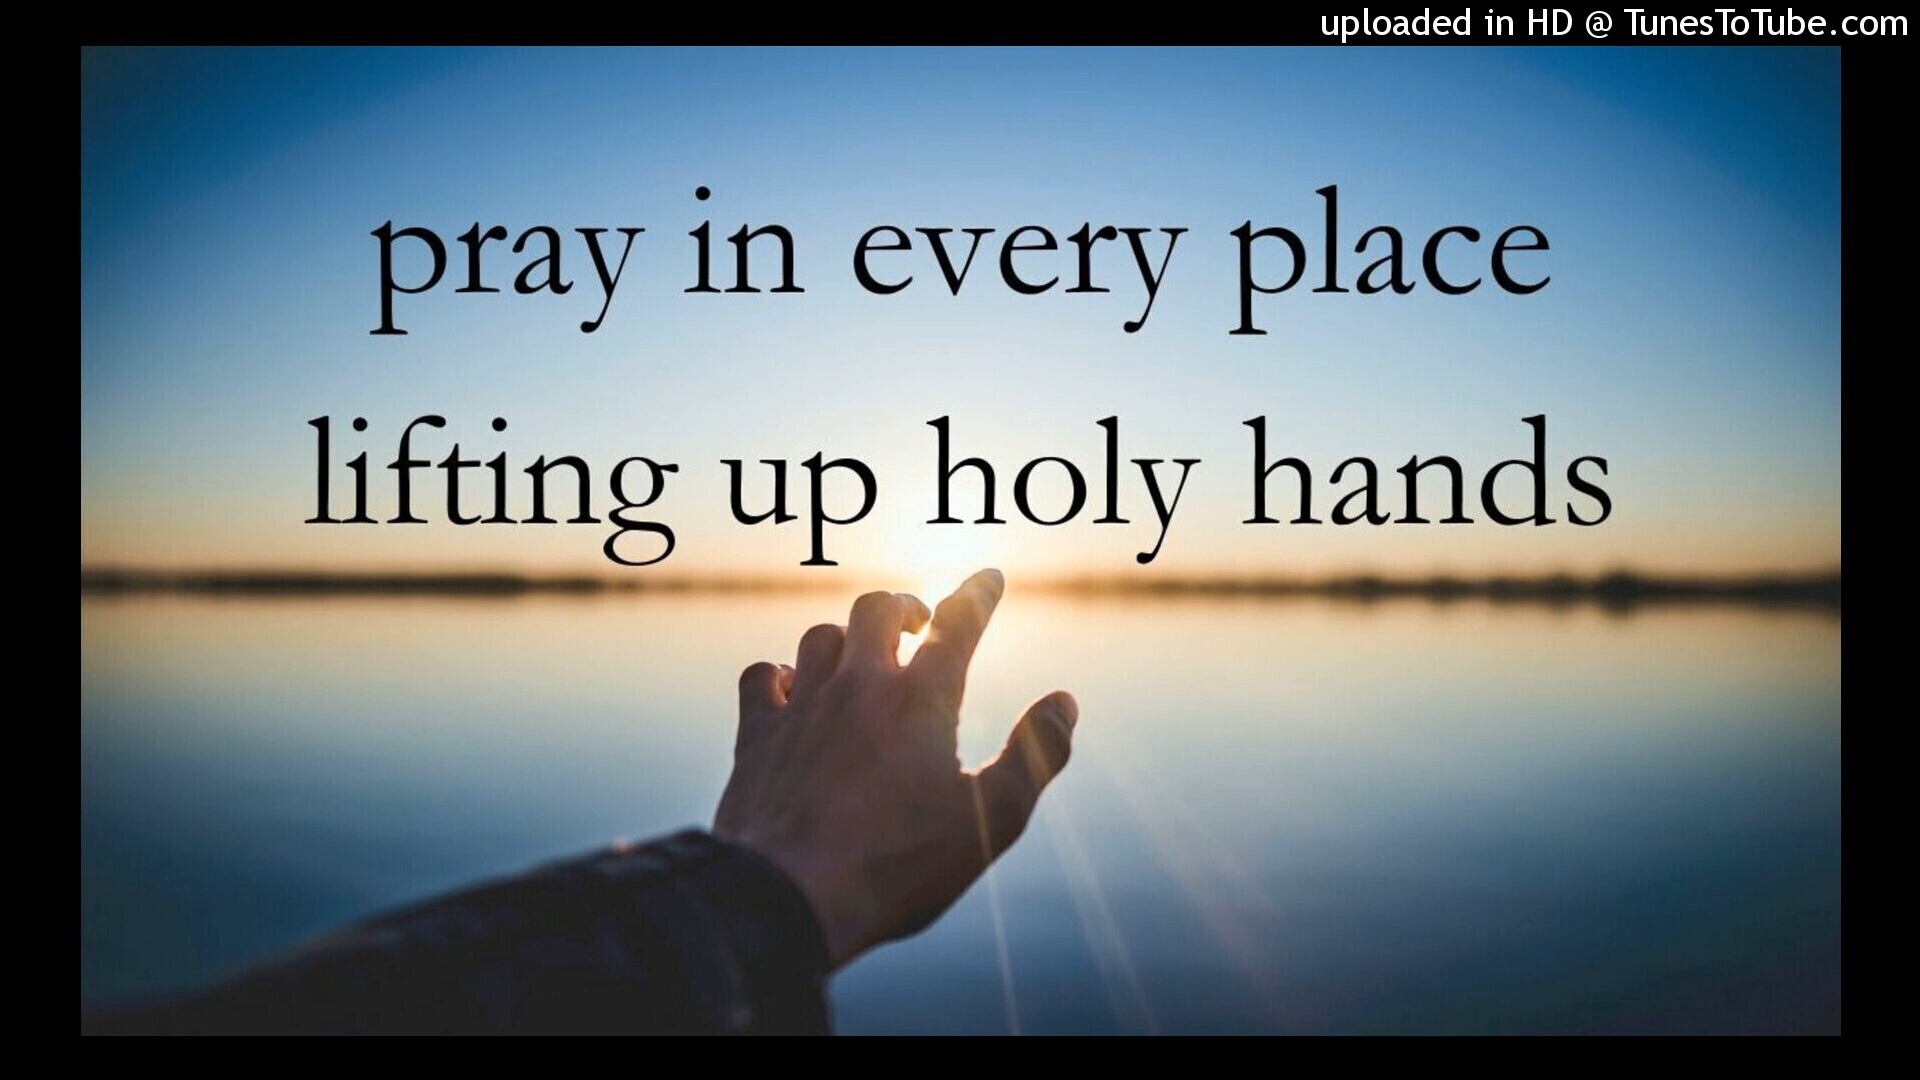 uploaded in HD @ TunesToTube.com
pray in every place
lifting up holy hands